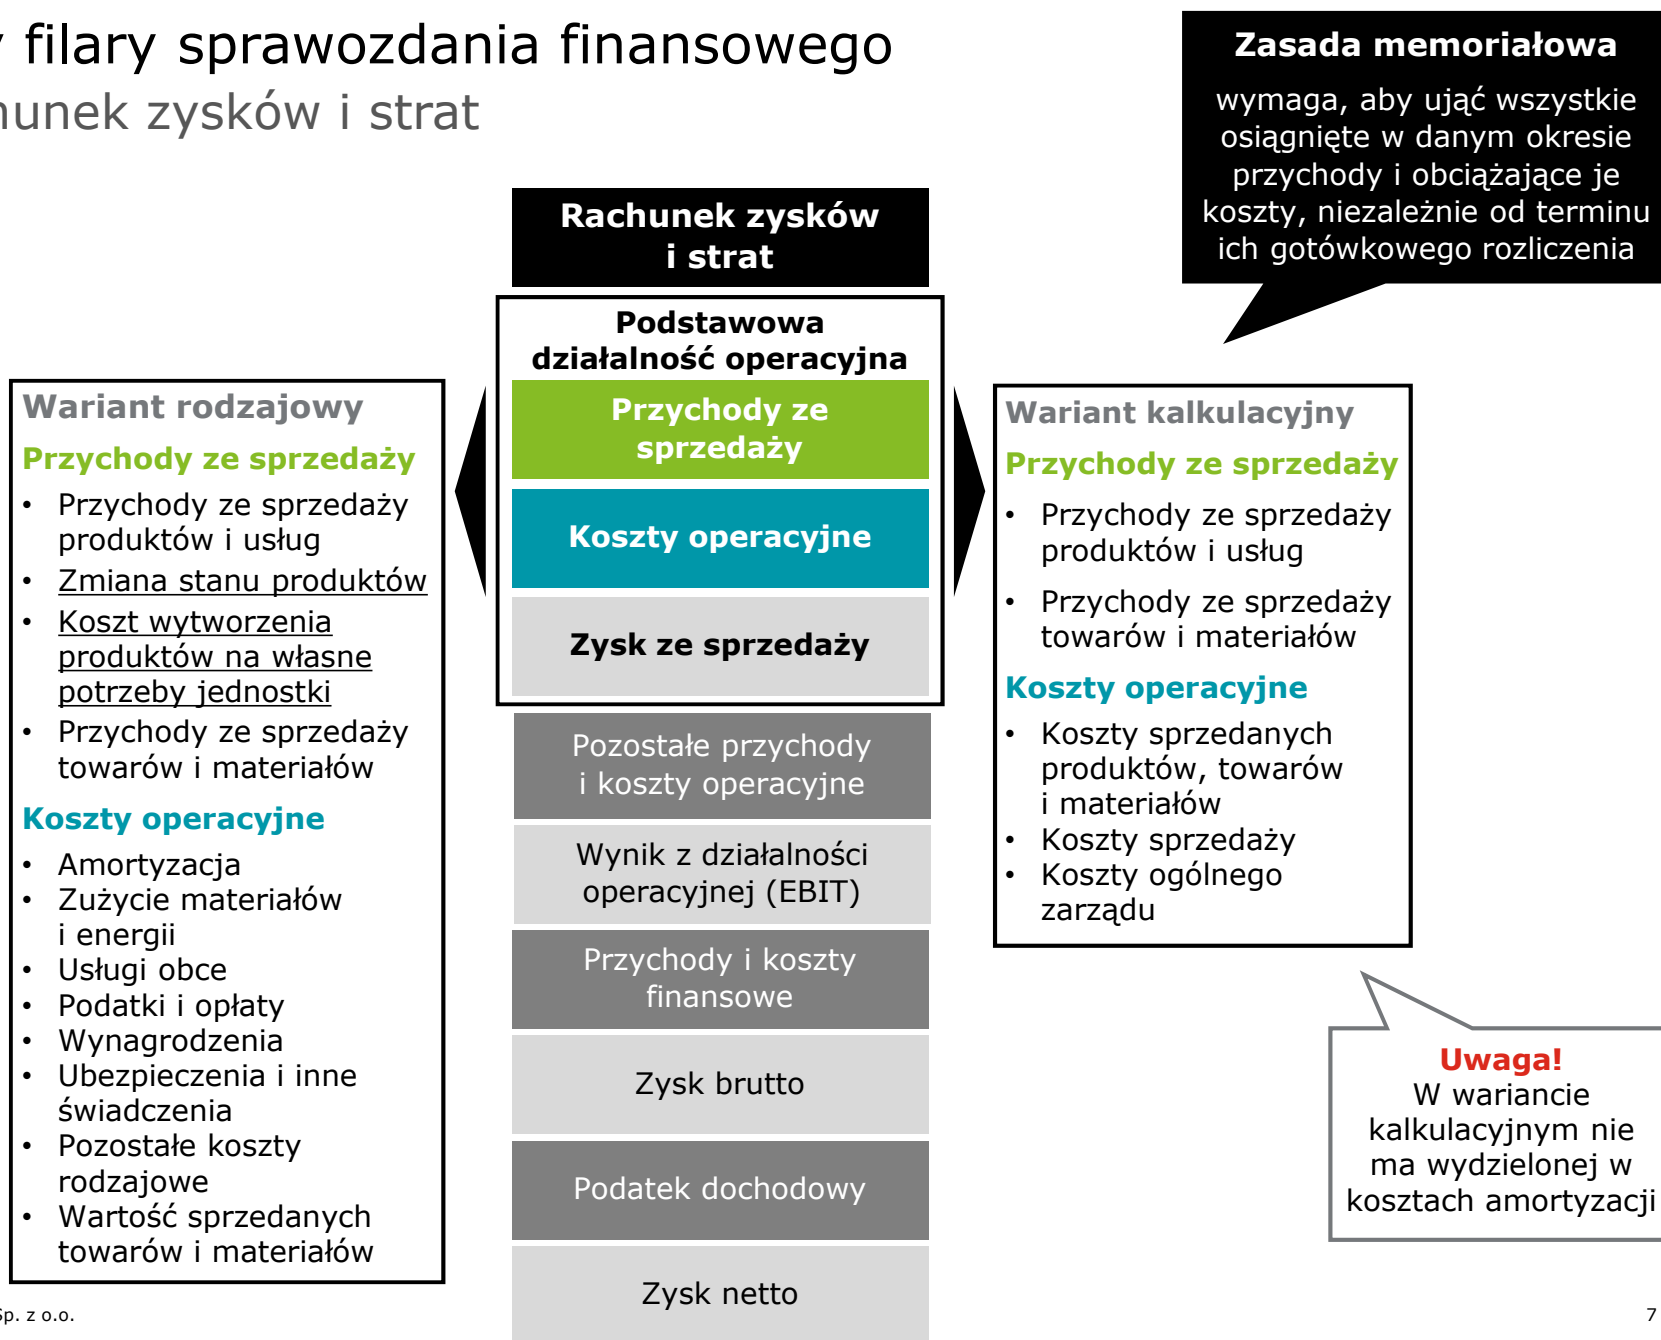 filary sprawozdania finansowego
zysków i strat
Zasada memoriałowa
wymaga, aby ująć wszystkie
osiągnięte w danym okresie
przychody i obciążające je
koszty, niezależnie od terminu
ich gotówkowego rozliczenia
Rachunek zysków
i strat
Podstawowa
działalność operacyjna
Przychody ze
sprzedaży
Koszty operacyjne
Zysk ze sprzedaży
Pozostałe przychody
i koszty operacyjne
Wynik z działalności
operacyjnej (EBIT)
Przychody i koszty
finansowe
Zysk brutto
Podatek dochodowy
Zysk netto
Wariant rodzajowy
Przychody ze sprzedaży
• Przychody ze sprzedaży
produktów i usług
• Zmiana stanu produktów
• Koszt wytworzenia
produktów na własne
potrzeby jednostki
• Przychody ze sprzedaży
towarów i materiałów
Koszty operacyjne
• Amortyzacja
• Zużycie materiałów
i energii
• Usługi obce
• Podatki i opłaty
• Wynagrodzenia
• Ubezpieczenia i inne
świadczenia
• Pozostałe koszty
rodzajowe
• Wartość sprzedanych
towarów i materiałów
Wariant kalkulacyjny
Przychody ze sprzedaży
• Przychody ze sprzedaży
produktów i usług
• Przychody ze sprzedaży
towarów i materiałów
Koszty operacyjne
• Koszty sprzedanych
produktów, towarów
i materiałów
• Koszty sprzedaży
• Koszty ogólnego
zarządu
Uwaga!
W wariancie
kalkulacyjnym nie
ma wydzielonej w
kosztach amortyzacji
Sp. z o.o.
7